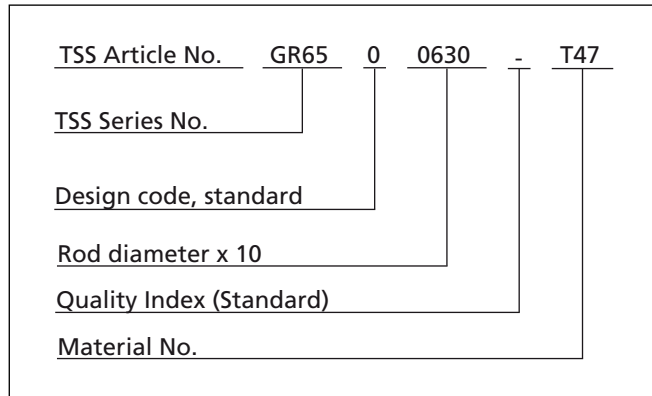 TSS Article No. GR65 0 0630 - T47
TSS Series No.
Design code, standard
Rod diameter x 10
Quality Index (Standard)
Material No.